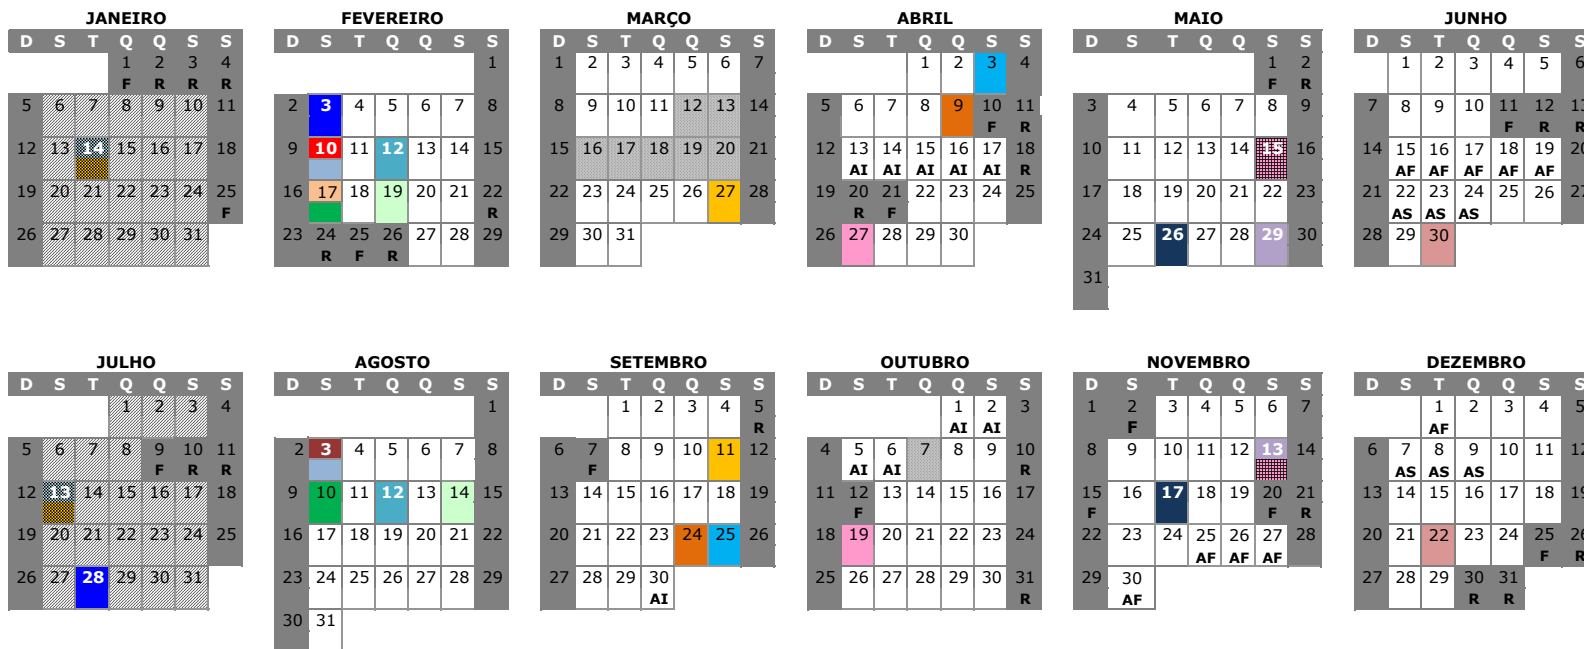 JANEIRO FEVEREIRO MARÇO ABRIL MAIO JUNHO
D S T Q Q S S D S T Q Q S S D S T Q Q S S D S T Q Q S S D S T Q Q S S D S T Q Q S S
1 2 3 4 1 1 2 3 4 5 6 7 1 2 3 4 1 2 1 2 3 4 5 6
F R R R F R
5 6 7 8 9 10 11 2 3 4 5 6 7 8 8 9 10 11 12 13 14 5 6 7 8 9 10 11 3 4 5 6 7 8 9 7 8 9 10 11 12 13
F R F R R
12 13 14 15 16 17 18 9 10 11 12 13 14 15 15 16 17 18 19 20 21 12 13 14 15 16 17 18 10 11 12 13 14 15 16 14 15 16 17 18 19 20
AI AI AI AI AI R AF AF AF AF AF
19 20 21 22 23 24 25 16 17 18 19 20 21 22 22 23 24 25 26 27 28 19 20 21 22 23 24 25 17 18 19 20 21 22 23 21 22 23 24 25 26 27
F R R F AS AS AS
26 27 28 29 30 31 23 24 25 26 27 28 29 29 30 31 26 27 28 29 30 24 25 26 27 28 29 30 28 29 30
R F R
31
JULHO AGOSTO SETEMBRO OUTUBRO NOVEMBRO DEZEMBRO
D S T Q Q S S D S T Q Q S S D S T Q Q S S D S T Q Q S S D S T Q Q S S D S T Q Q S S
1 2 3 4 1 1 2 3 4 5 1 2 3 1 2 3 4 5 6 7 1 2 3 4 5
R AI AI F AF
5 6 7 8 9 10 11 2 3 4 5 6 7 8 6 7 8 9 10 11 12 4 5 6 7 8 9 10 8 9 10 11 12 13 14 6 7 8 9 10 11 12
F R R F AI AI R AS AS AS
12 13 14 15 16 17 18 9 10 11 12 13 14 15 13 14 15 16 17 18 19 11 12 13 14 15 16 17 15 16 17 18 19 20 21 13 14 15 16 17 18 19
F F F R
19 20 21 22 23 24 25 16 17 18 19 20 21 22 20 21 22 23 24 25 26 18 19 20 21 22 23 24 22 23 24 25 26 27 28 20 21 22 23 24 25 26
AF AF AF F R
26 27 28 29 30 31 23 24 25 26 27 28 29 27 28 29 30 25 26 27 28 29 30 31 29 30 27 28 29 30 31
AI R AF R R
30 31